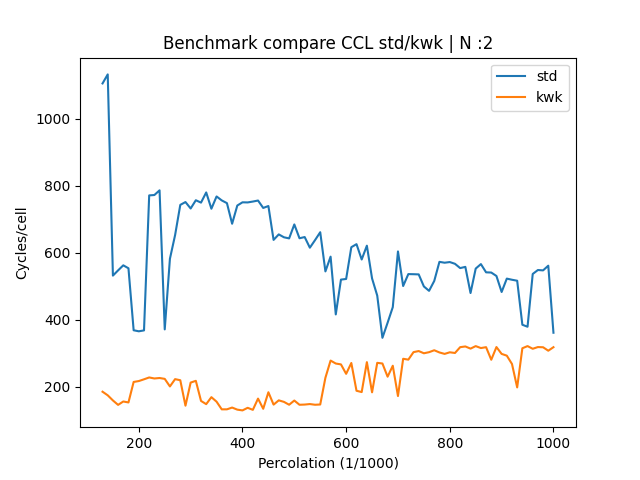 Benchmark compare CCL std/kwk | N :2
std
kwk
1000
800
600
400
200
Cycles/cell
200 400 600 800 1000
Percolation (1/1000)